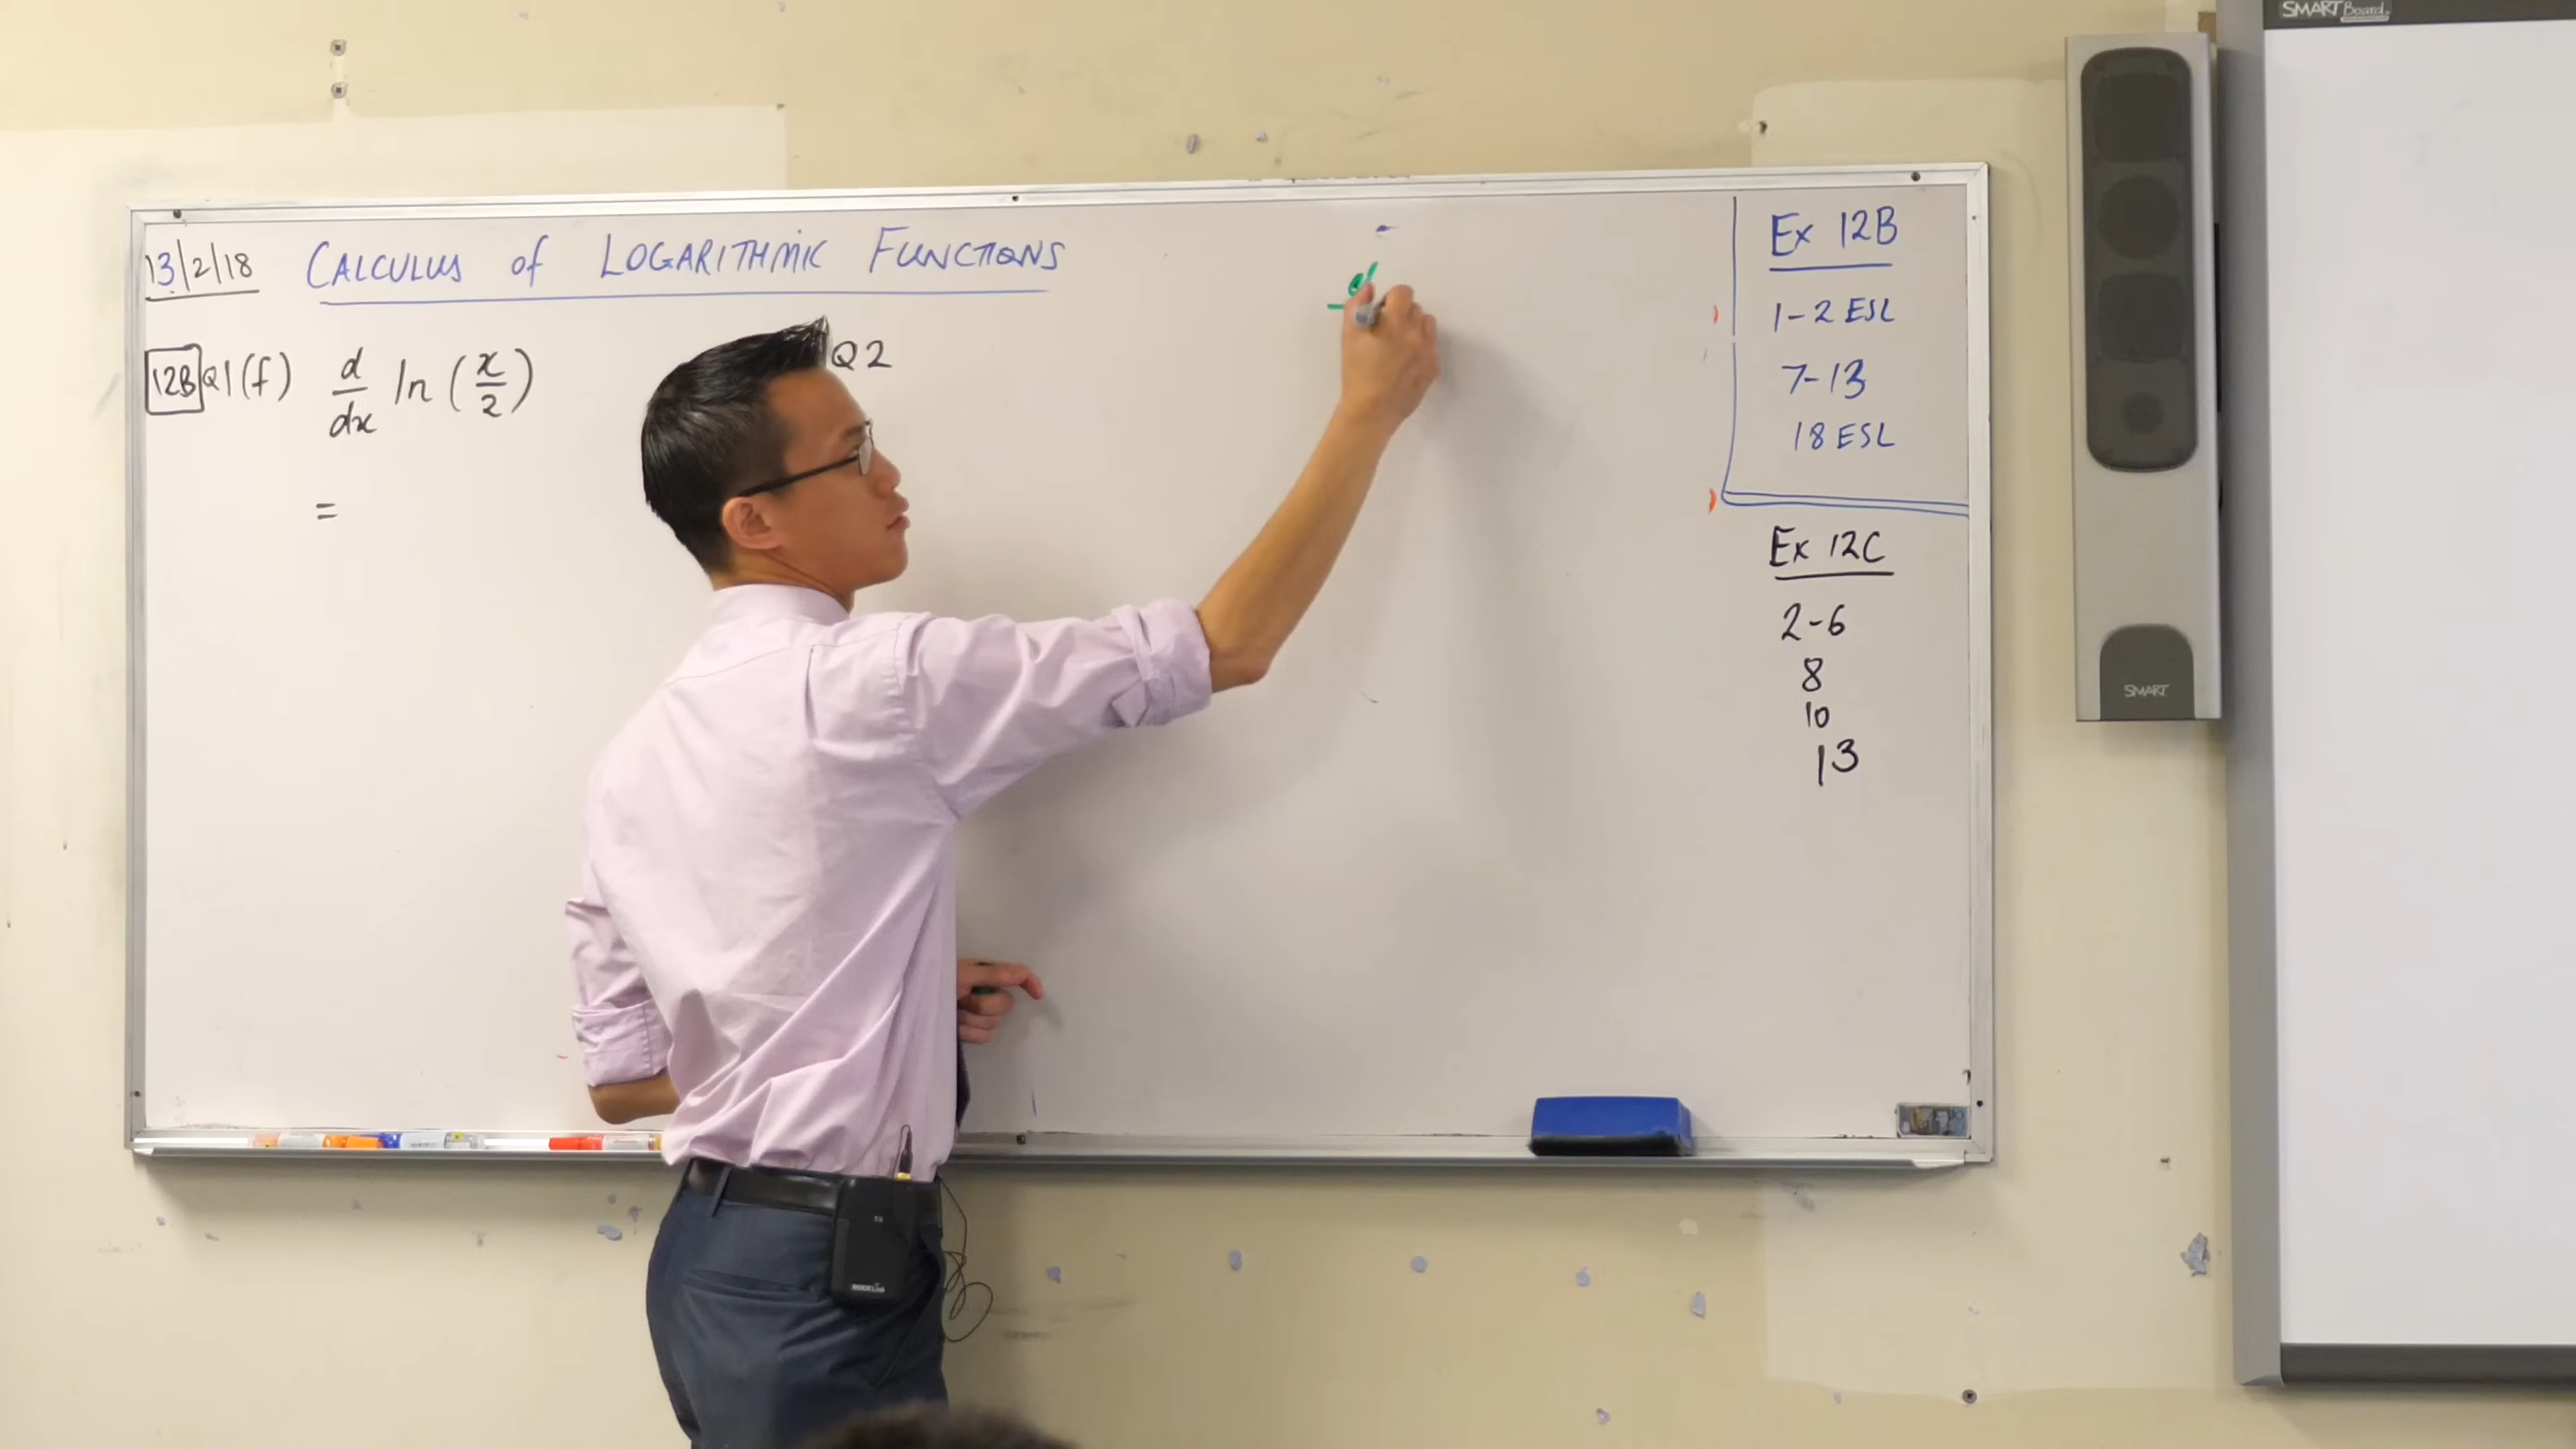 13/2/18 CALCULUS of LOGARITHMIC FUNCTIONS
12B Q1(f) d/dx ln (x/2)
=
Q2
d
Ex 12B
1-2 ESL
7-13
18 ESL
Ex 12C
2-6
8
10
13
SMART Board
SMART